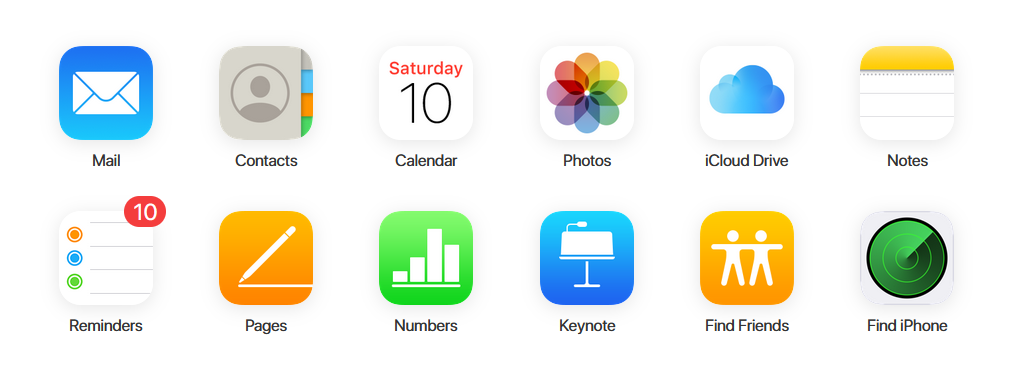 Saturday
10
Mail
Contacts
Calendar
Photos
iCloud Drive
Notes
10
Reminders
Pages
Numbers
Keynote
Find Friends
Find iPhone